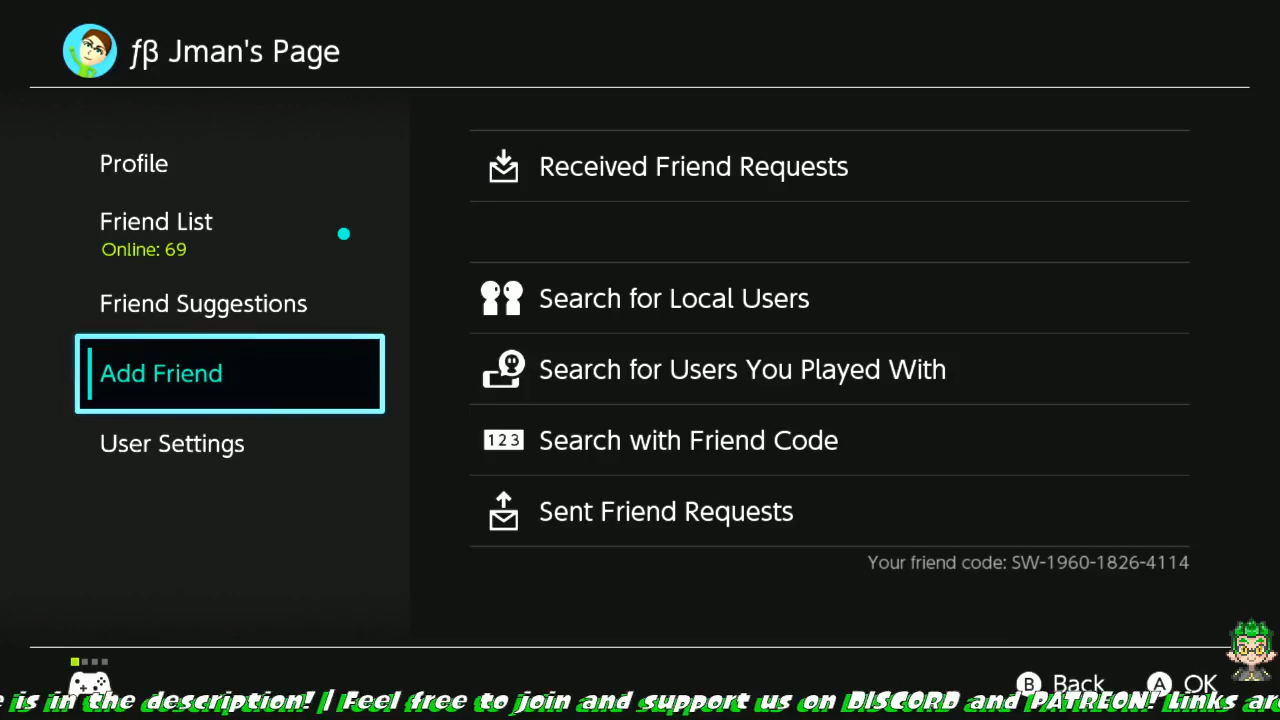 ƒβ Jman's Page
Profile
Friend List
Online: 69
Friend Suggestions
Add Friend
User Settings
Received Friend Requests
Search for Local Users
Search for Users You Played With
123 Search with Friend Code
Sent Friend Requests
Your friend code: SW-1960-1826-4114
B Back A OK
e is in the description! | Feel free to join and support us on DISCORD and PATREON! Links ar